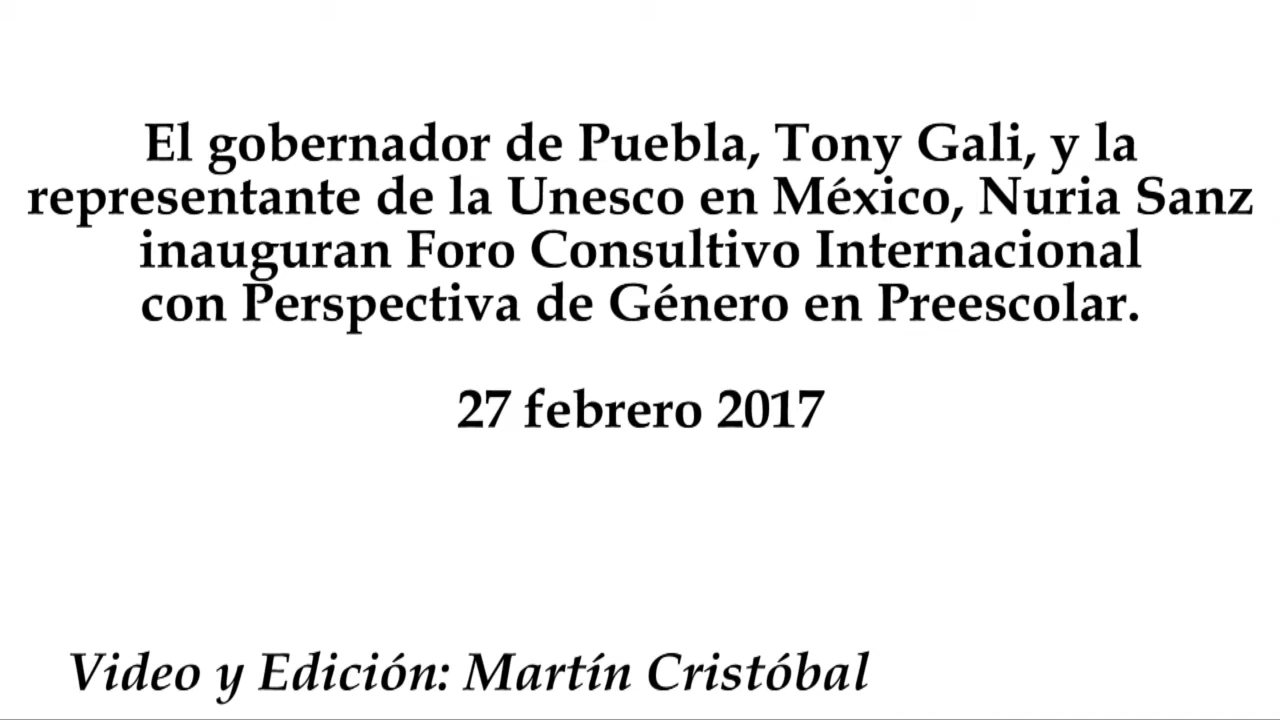 El gobernador de Puebla, Tony Gali, y la
representante de la Unesco en México, Nuria Sanz
inauguran Foro Consultivo Internacional
con Perspectiva de Género en Preescolar.
27 febrero 2017
Video y Edición: Martín Cristóbal